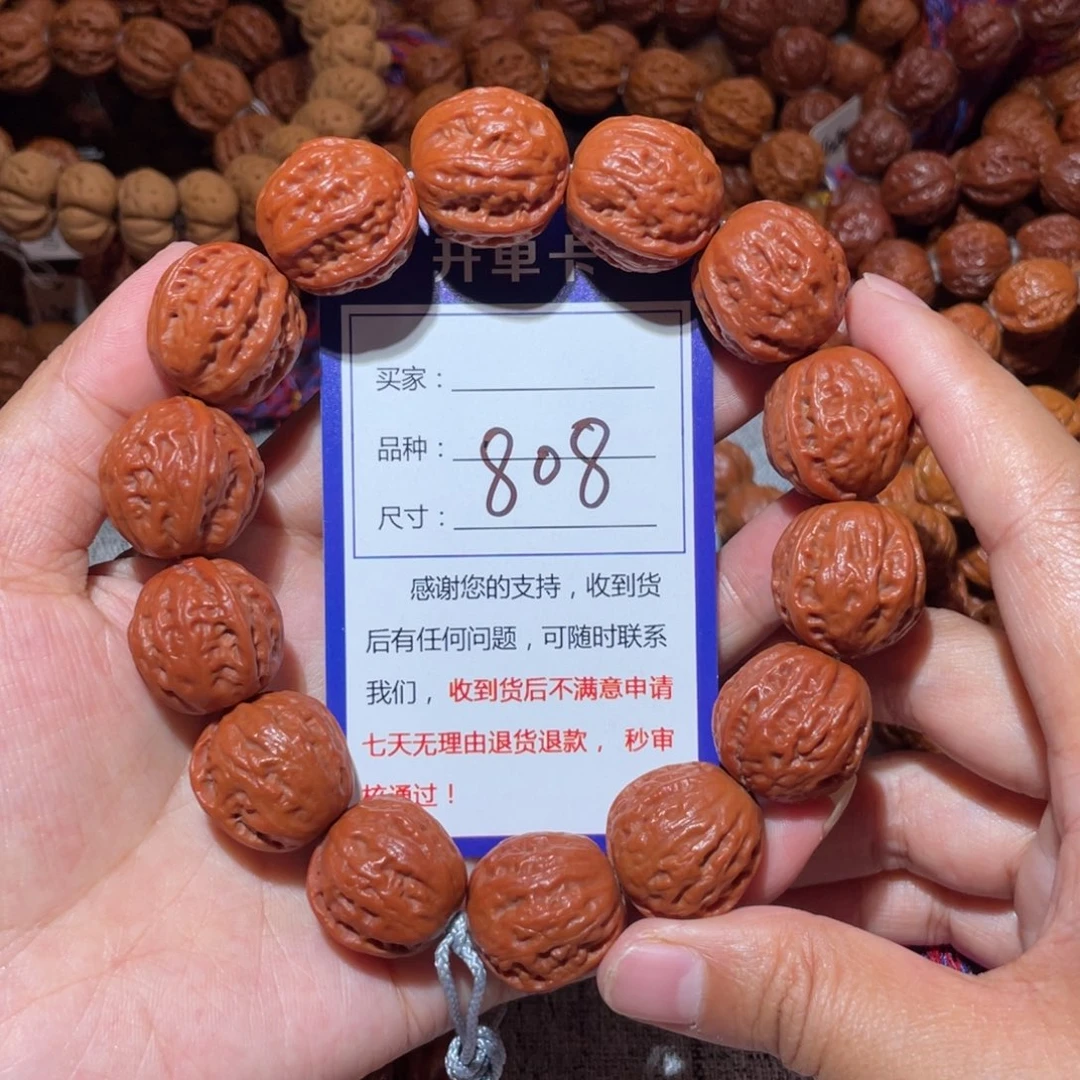 开单卡
买家：
品种：
808
尺寸：
感谢您的支持，收到货
后有任何问题，可随时联系
我们，收到货后不满意申请
七天无理由退货退款， 秒审
核通过！